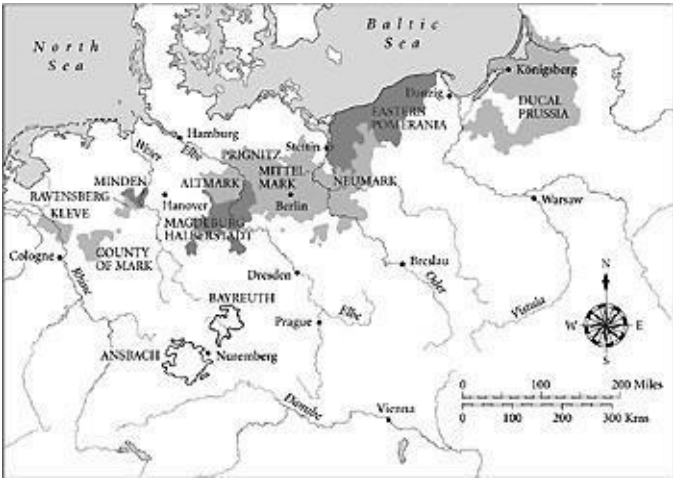 North
Sea
Baltic
Sea
Königsberg
DUCAL
PRUSSIA
Danzig
EASTERN
POMERANIA
Hamburg
Stettin
Weser
Elbe
PRIGNITZ
MITTEL-
MARK
NEUMARK
MINDEN
ALTMARK
RAVENSBERG
Hanover
Berlin
Warsaw
KLEVE
MAGDEBURG
HALBERSTADT
Cologne
COUNTY
OF MARK
Rhine
Dresden
Breslau
Oder
Vistula
BAYREUTH
Prague
Elbe
ANSBACH
Nuremberg
Danube
Vienna
N
W
E
S
0 100 200 Miles
0 100 200 300 Kms